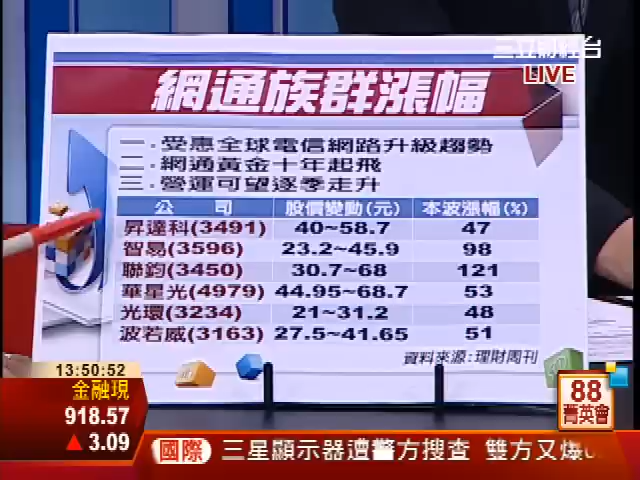 三立財經台
LIVE
網通族群漲幅
一.受惠全球電信網路升級趨勢
二.網通黃金十年起飛
三.營運可望逐季走升
公 司 股價變動(元) 本波漲幅(%)
昇達科(3491) 40~58.7 47
智易(3596) 23.2~45.9 98
聯鈞(3450) 30.7~68 121
華星光(4979) 44.95~68.7 53
光環(3234) 21~31.2 48
波若威(3163) 27.5~41.65 51
資料來源:理財周刊
13:50:52
金融現
918.57
▲ 3.09
88
菁英會
國際 三星顯示器遭警方搜查 雙方又爆